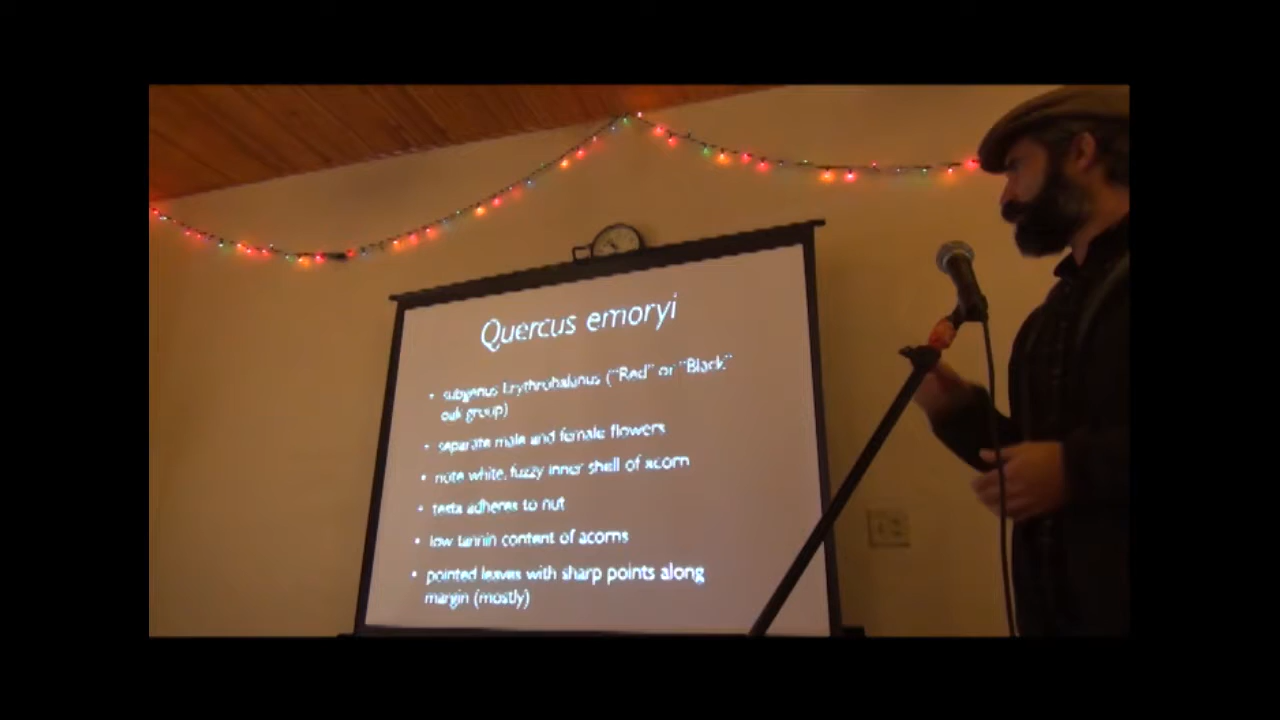 Quercus emoryi
• subgenus Erythrobalanus ("Red" or "Black"
oak group)
• separate male and female flowers
• note white, fuzzy inner shell of acorn
• testa adheres to nut
• low tannin content of acorns
• pointed leaves with sharp points along
margin (mostly)